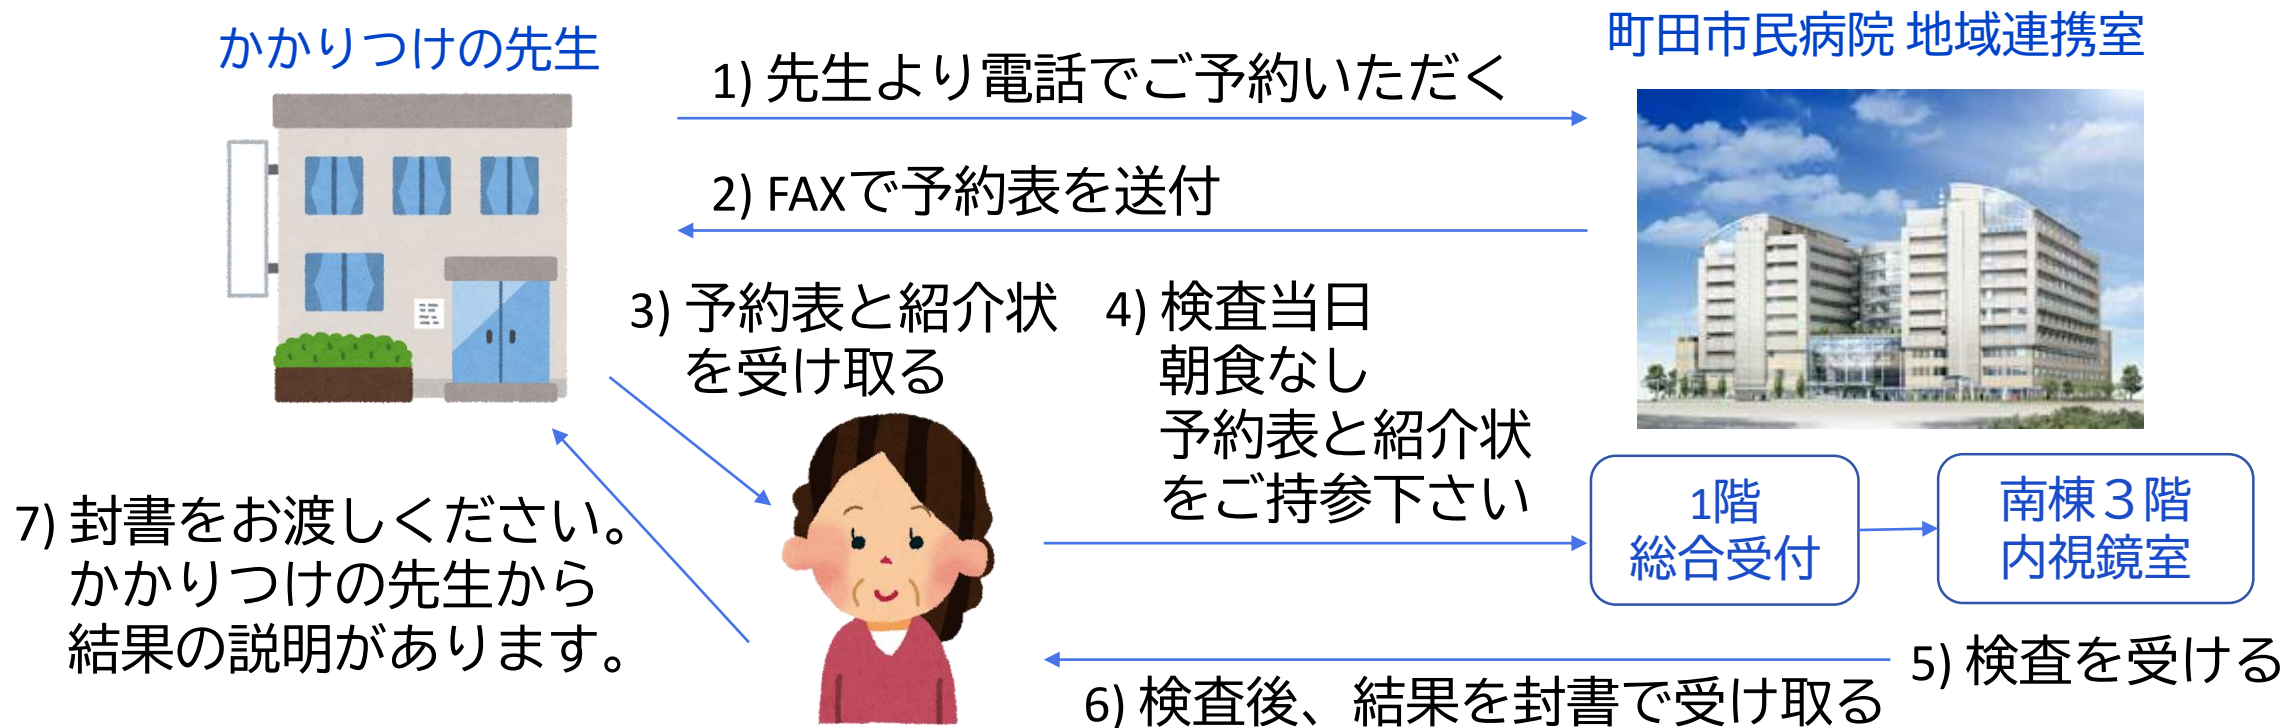 かかりつけの先生
町田市民病院 地域連携室
1) 先生より電話でご予約いただく
2) FAXで予約表を送付
3) 予約表と紹介状
を受け取る
4) 検査当日
朝食なし
予約表と紹介状
をご持参下さい
1階
総合受付
南棟３階
内視鏡室
5) 検査を受ける
6) 検査後、結果を封書で受け取る
7) 封書をお渡しください。
かかりつけの先生から
結果の説明があります。